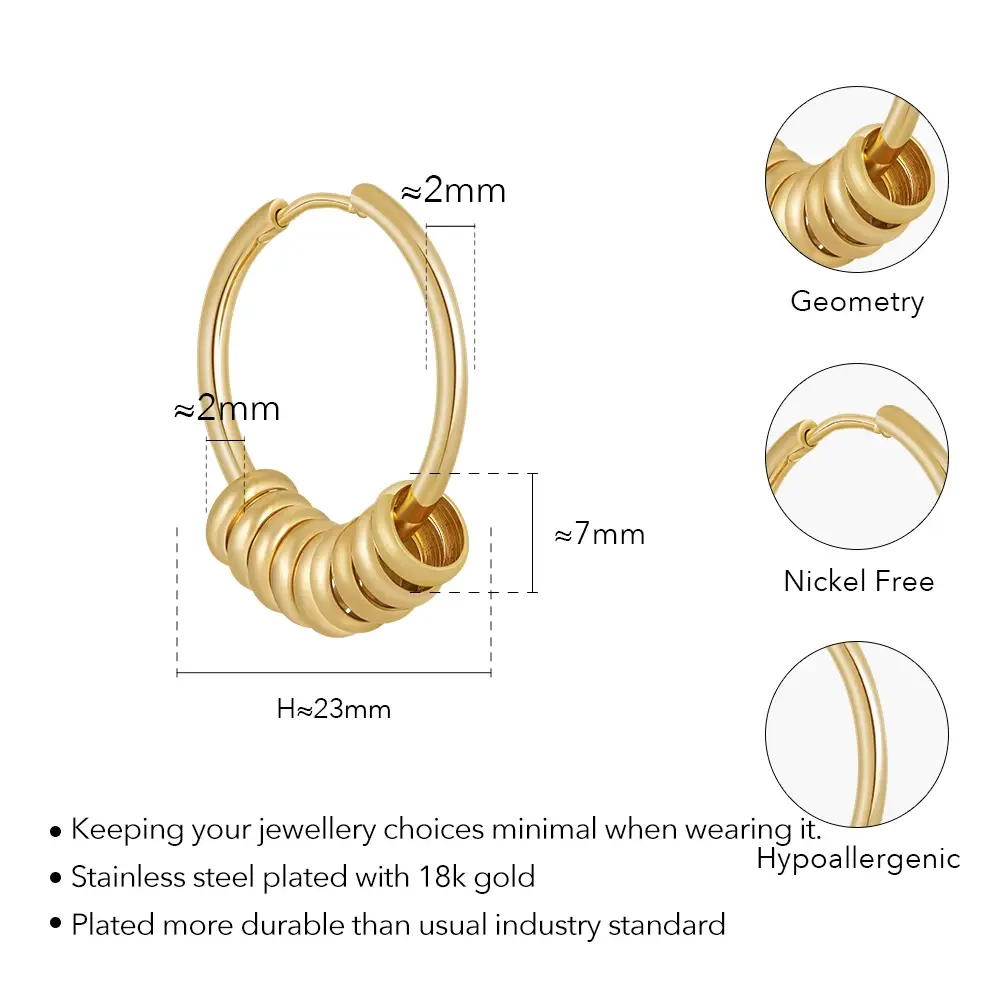 ≈2mm
≈2mm
≈7mm
H≈23mm
Geometry
Nickel Free
Hypoallergenic
• Keeping your jewellery choices minimal when wearing it.
• Stainless steel plated with 18k gold
• Plated more durable than usual industry standard